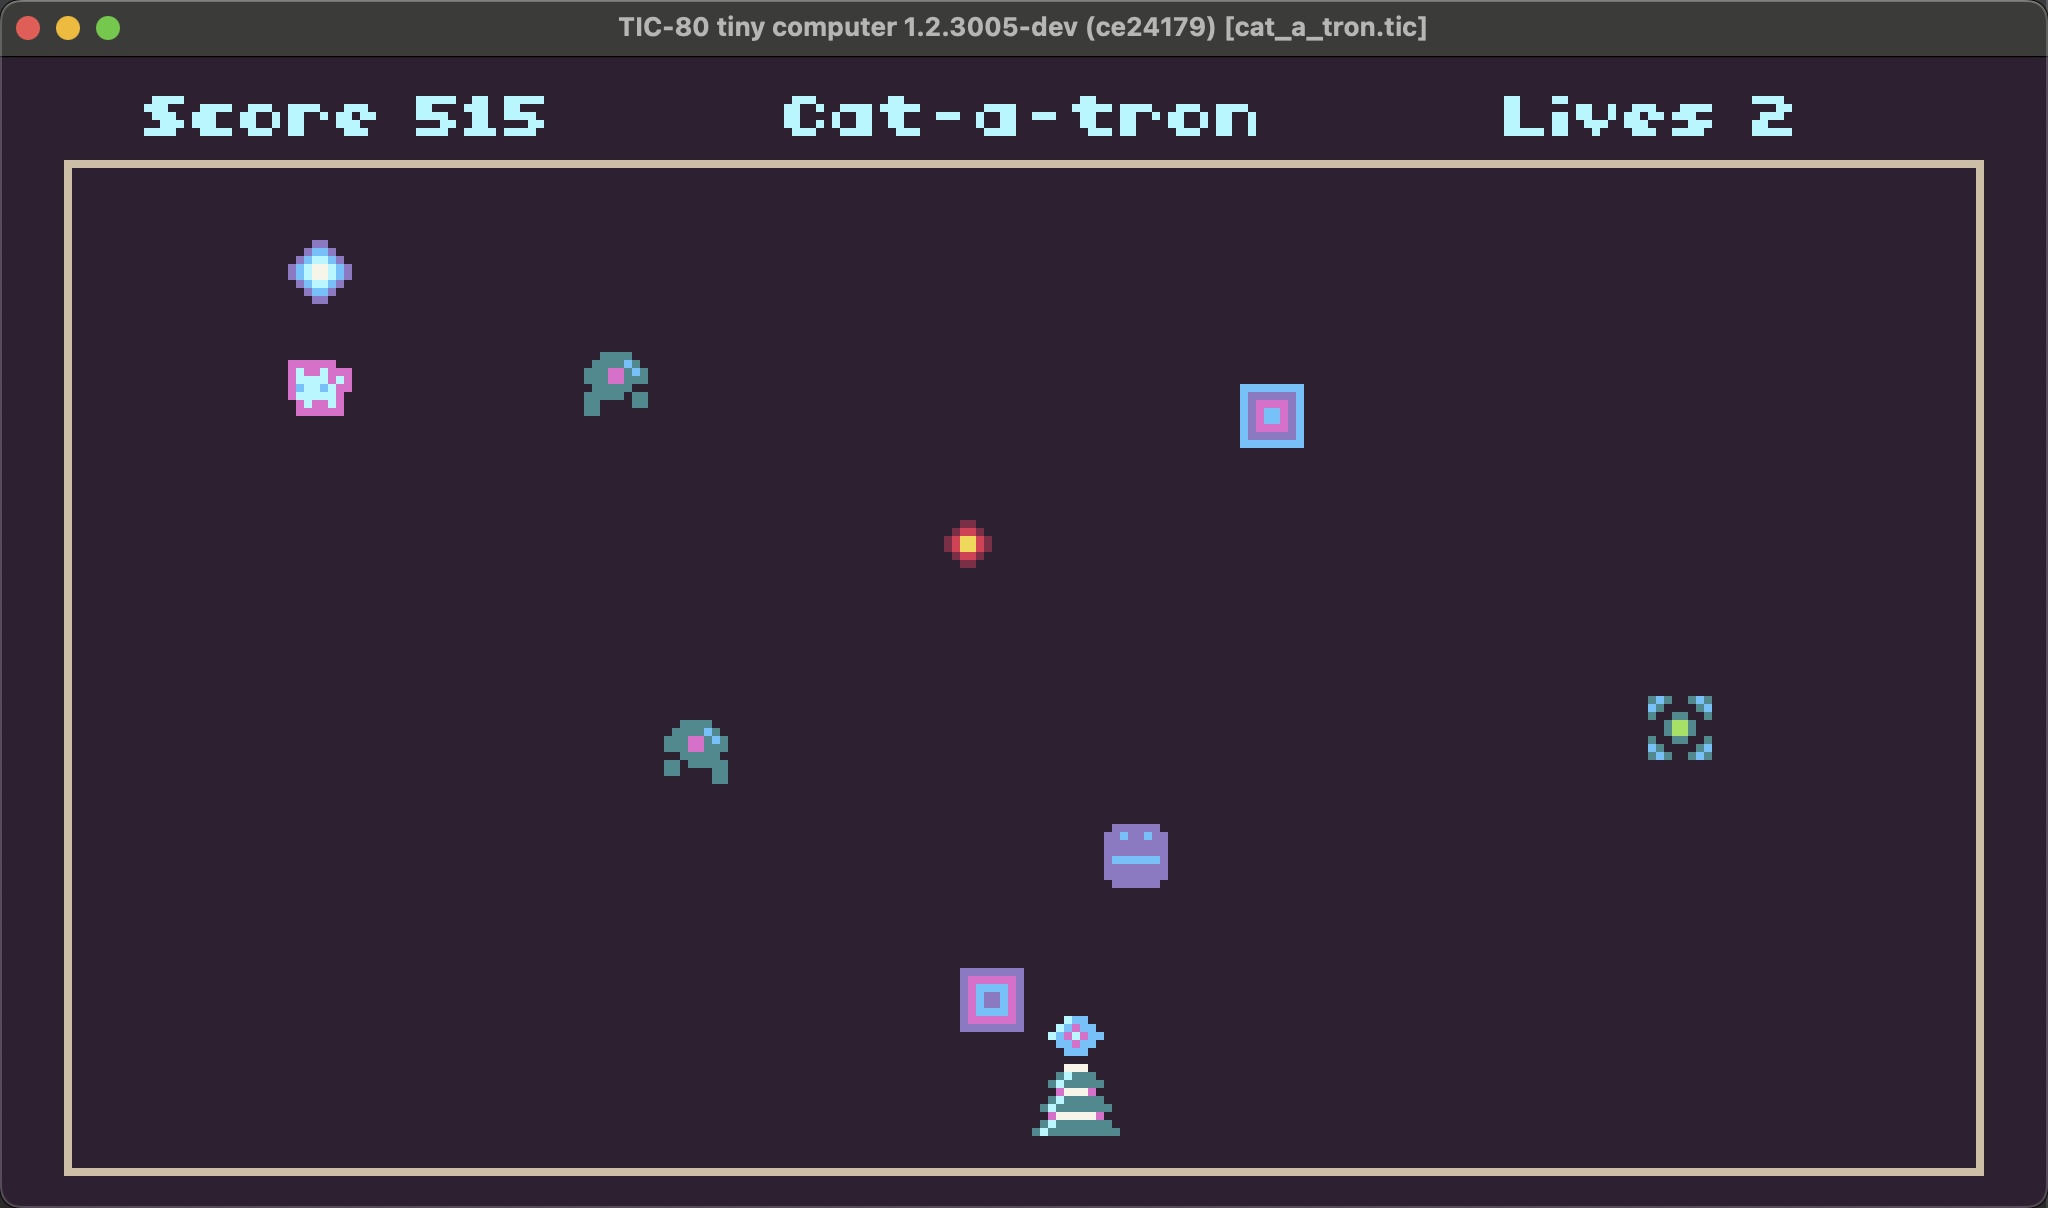 TIC-80 tiny computer 1.2.3005-dev (ce24179) [cat_a_tron.tic]
Score 515 Cat-a-tron Lives 2